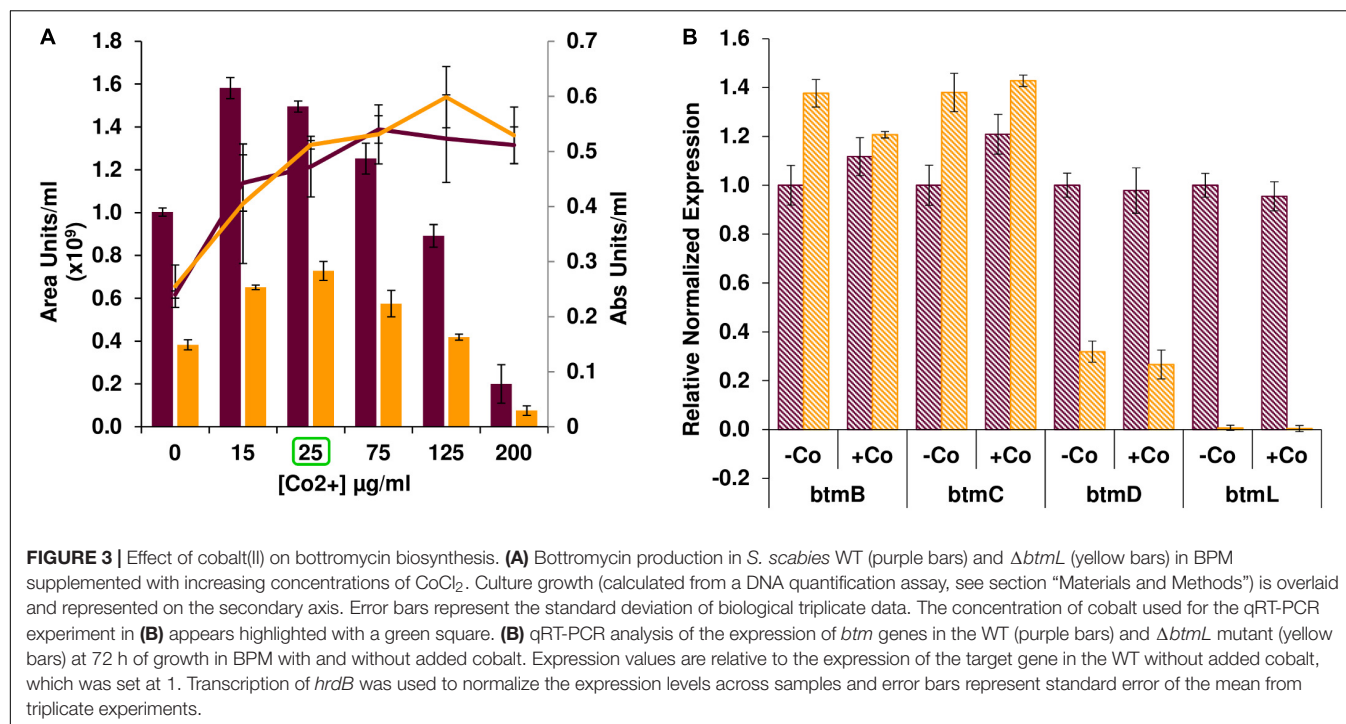 A
1.8
1.6
1.4
1.2
1.0
0.8
0.6
0.4
0.2
0.0
Area Units/ml
(x10⁹)
0.7
0.6
0.5
0.4
0.3
0.2
0.1
0
Abs Units/ml
0 15 25 75 125 200
[Co2+] µg/ml
B
1.6
1.4
1.2
1.0
0.8
0.6
0.4
0.2
0.0
-0.2
Relative Normalized Expression
-Co +Co -Co +Co -Co +Co -Co +Co
btmB btmC btmD btmL
FIGURE 3 | Effect of cobalt(II) on bottromycin biosynthesis. (A) Bottromycin production in S. scabies WT (purple bars) and ΔbtmL (yellow bars) in BPM
supplemented with increasing concentrations of CoCl₂. Culture growth (calculated from a DNA quantification assay, see section “Materials and Methods”) is overlaid
and represented on the secondary axis. Error bars represent the standard deviation of biological triplicate data. The concentration of cobalt used for the qRT-PCR
experiment in (B) appears highlighted with a green square. (B) qRT-PCR analysis of the expression of btm genes in the WT (purple bars) and ΔbtmL mutant (yellow
bars) at 72 h of growth in BPM with and without added cobalt. Expression values are relative to the expression of the target gene in the WT without added cobalt,
which was set at 1. Transcription of hrdB was used to normalize the expression levels across samples and error bars represent standard error of the mean from
triplicate experiments.